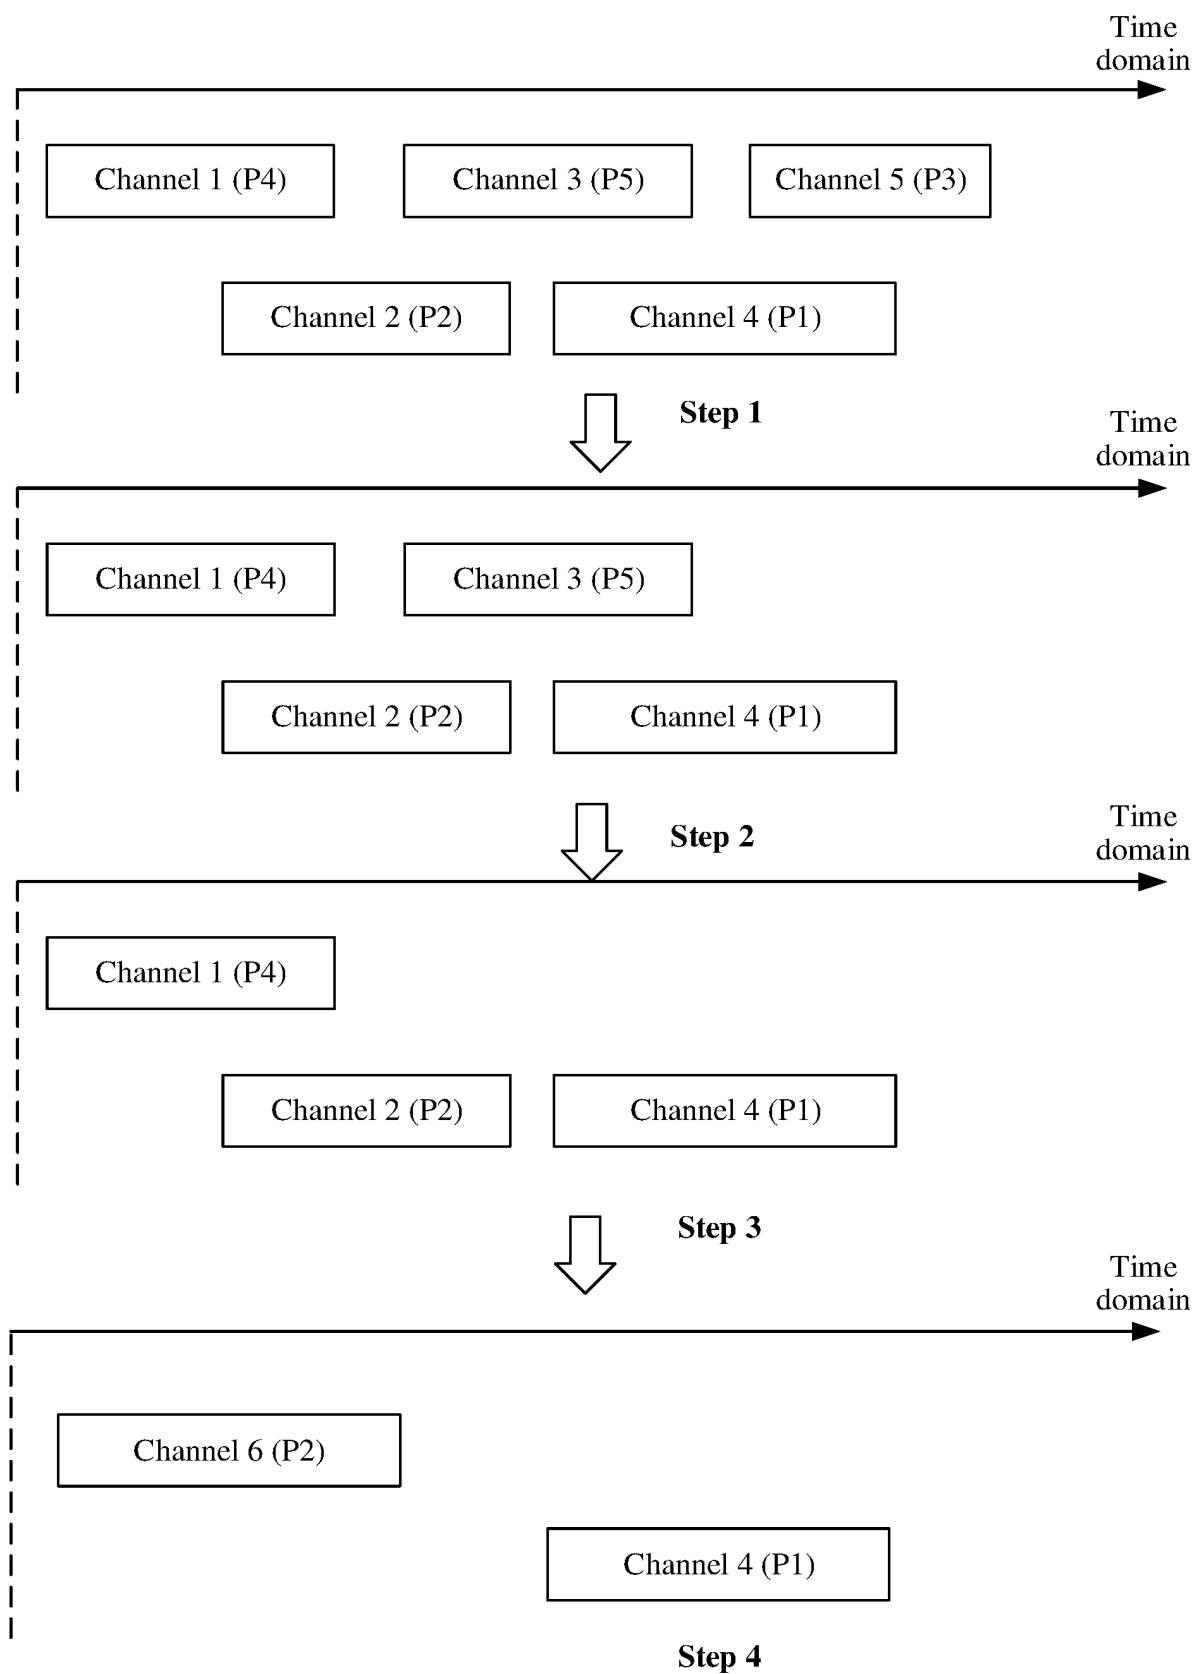 Time
domain
Channel 1 (P4)
Channel 3 (P5)
Channel 5 (P3)
Channel 2 (P2)
Channel 4 (P1)
Step 1
Time
domain
Channel 1 (P4)
Channel 3 (P5)
Channel 2 (P2)
Channel 4 (P1)
Step 2
Time
domain
Channel 1 (P4)
Channel 2 (P2)
Channel 4 (P1)
Step 3
Time
domain
Channel 6 (P2)
Channel 4 (P1)
Step 4